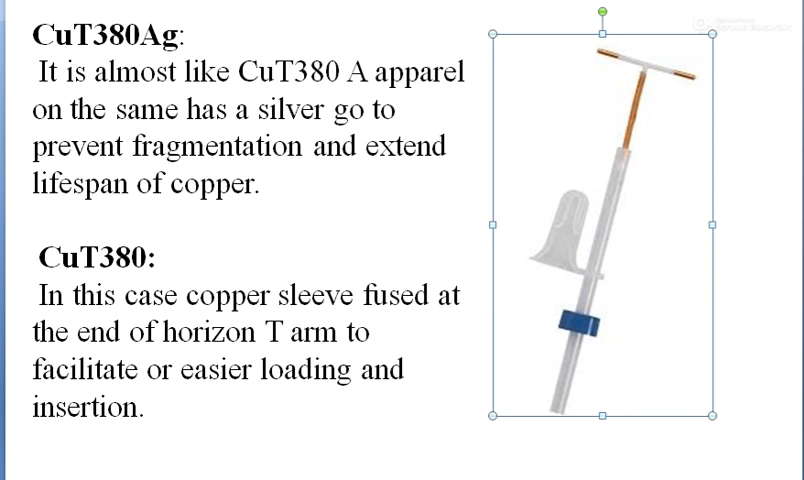 CuT380Ag:
It is almost like CuT380 A apparel
on the same has a silver go to
prevent fragmentation and extend
lifespan of copper.
CuT380:
In this case copper sleeve fused at
the end of horizon T arm to
facilitate or easier loading and
insertion.